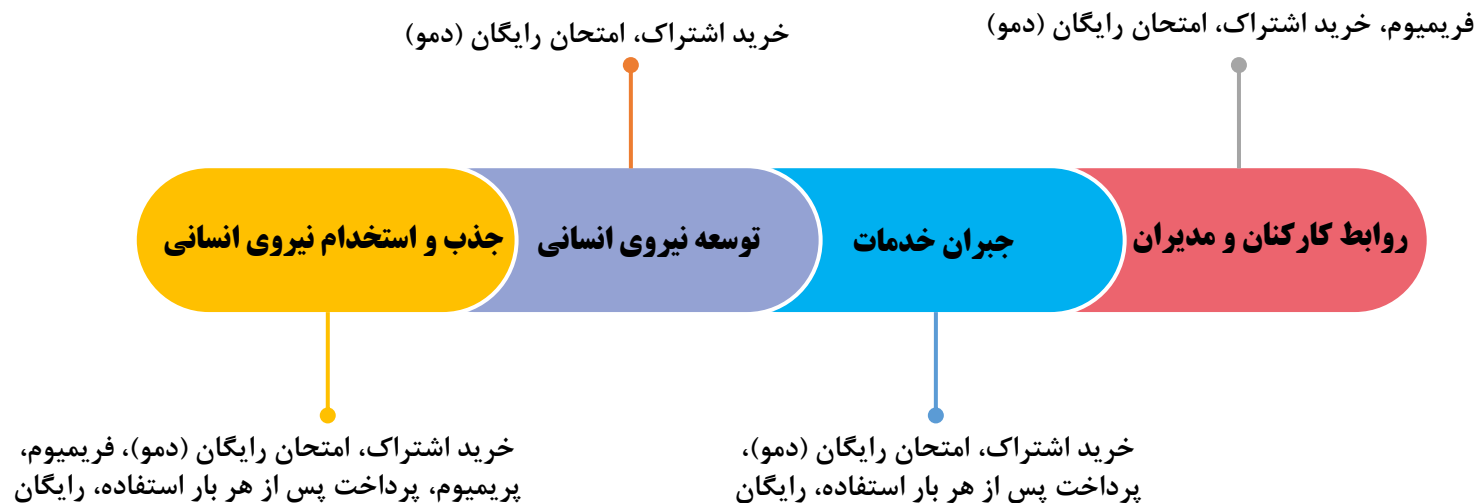 فریمیوم، خرید اشتراک، امتحان رایگان (دمو)
خرید اشتراک، امتحان رایگان (دمو)
روابط کارکنان و مدیران
جبران خدمات
توسعه نیروی انسانی
جذب و استخدام نیروی انسانی
خرید اشتراک، امتحان رایگان (دمو)،
پرداخت پس از هر بار استفاده، رایگان
خرید اشتراک، امتحان رایگان (دمو)، فریمیوم،
پریمیوم، پرداخت پس از هر بار استفاده، رایگان